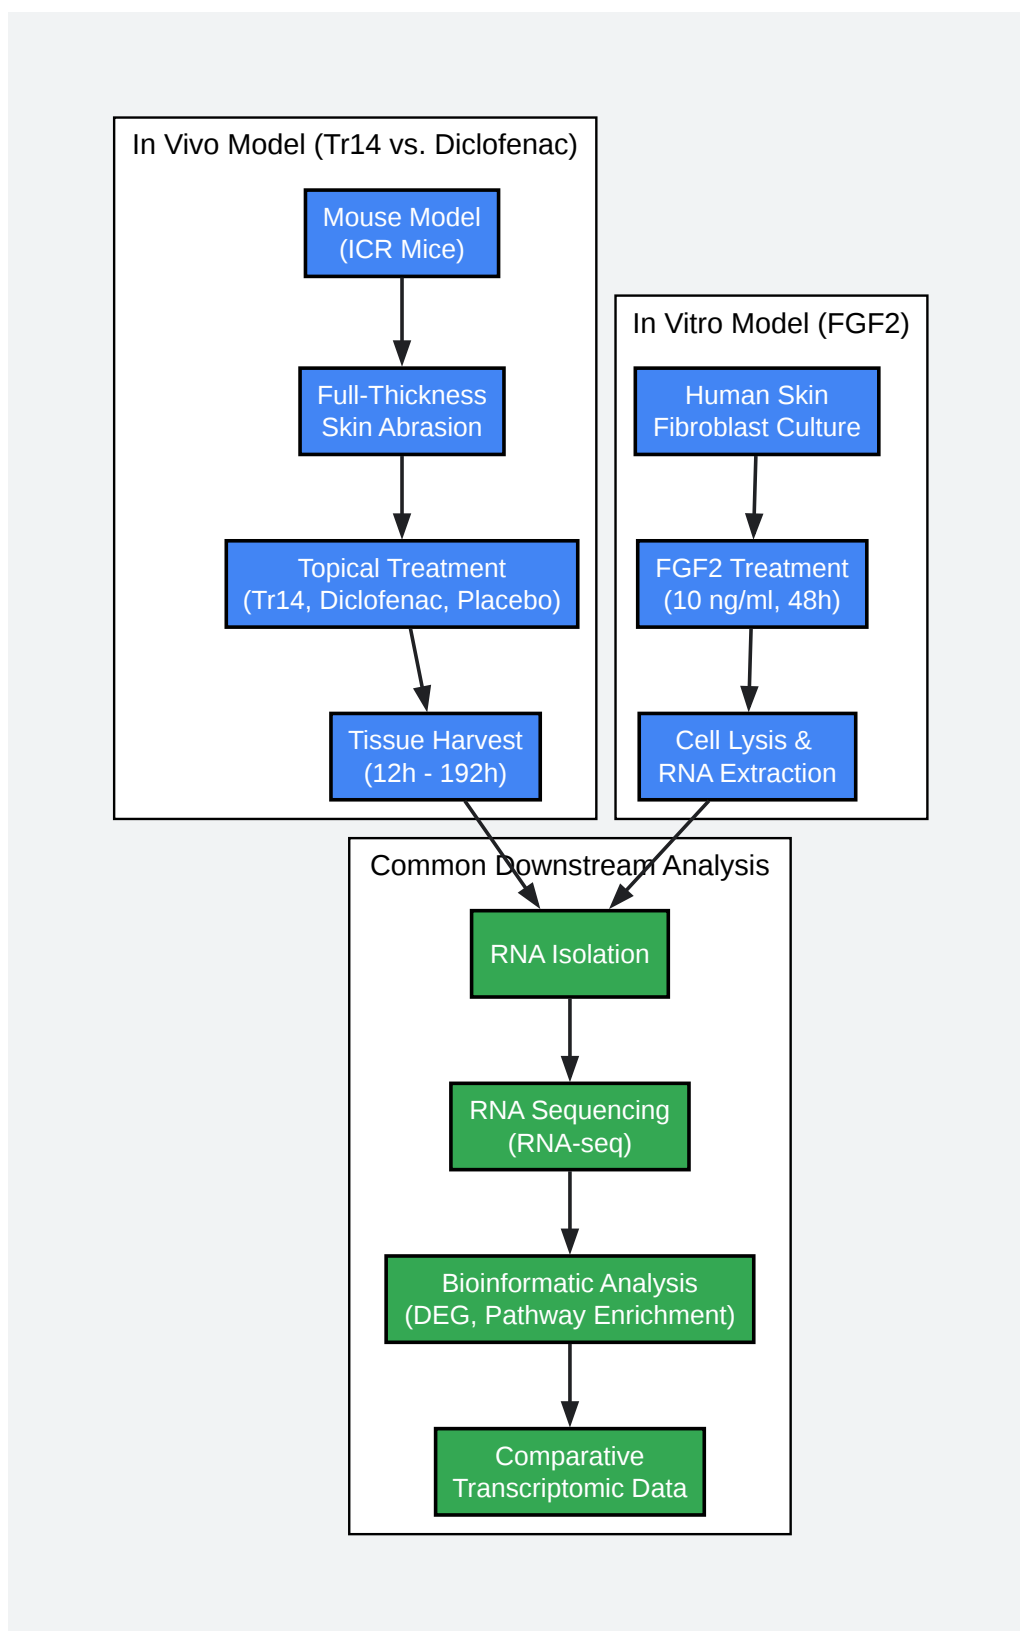 In Vivo Model (Tr14 vs. Diclofenac)
Mouse Model
(ICR Mice)
Full-Thickness
Skin Abrasion
Topical Treatment
(Tr14, Diclofenac, Placebo)
Tissue Harvest
(12h - 192h)
In Vitro Model (FGF2)
Human Skin
Fibroblast Culture
FGF2 Treatment
(10 ng/ml, 48h)
Cell Lysis &
RNA Extraction
Common Downstream Analysis
RNA Isolation
RNA Sequencing
(RNA-seq)
Bioinformatic Analysis
(DEG, Pathway Enrichment)
Comparative
Transcriptomic Data